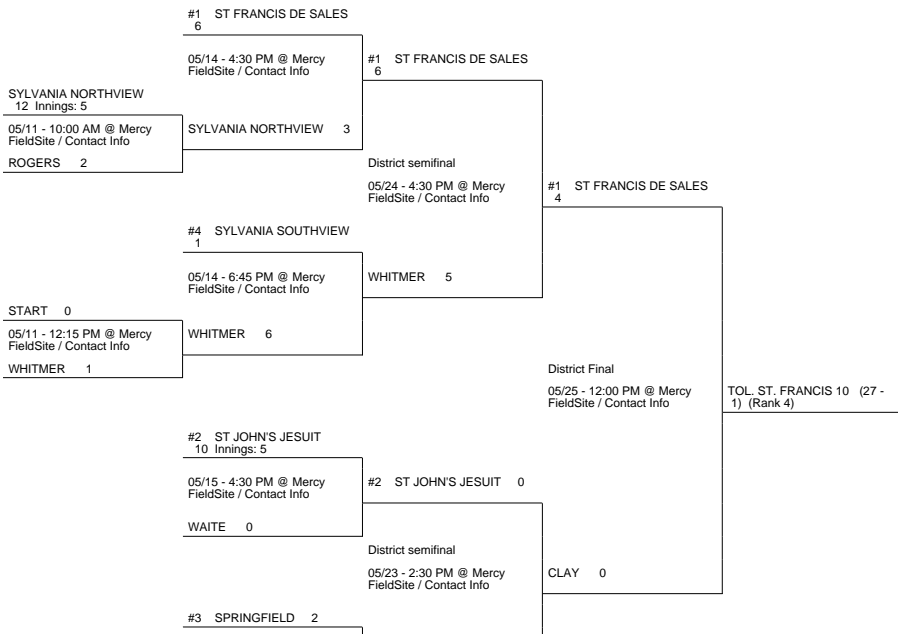 #1 ST FRANCIS DE SALES
6
05/14 - 4:30 PM @ Mercy
FieldSite / Contact Info
#1 ST FRANCIS DE SALES
6
SYLVANIA NORTHVIEW
12 Innings: 5
05/11 - 10:00 AM @ Mercy
FieldSite / Contact Info
SYLVANIA NORTHVIEW 3
ROGERS 2
District semifinal
05/24 - 4:30 PM @ Mercy
FieldSite / Contact Info
#1 ST FRANCIS DE SALES
4
#4 SYLVANIA SOUTHVIEW
1
05/14 - 6:45 PM @ Mercy
FieldSite / Contact Info
WHITMER 5
START 0
05/11 - 12:15 PM @ Mercy
FieldSite / Contact Info
WHITMER 6
WHITMER 1
District Final
05/25 - 12:00 PM @ Mercy
FieldSite / Contact Info
TOL. ST. FRANCIS 10 (27 -
1) (Rank 4)
#2 ST JOHN'S JESUIT
10 Innings: 5
05/15 - 4:30 PM @ Mercy
FieldSite / Contact Info
#2 ST JOHN'S JESUIT 0
WAITE 0
District semifinal
05/23 - 2:30 PM @ Mercy
FieldSite / Contact Info
CLAY 0
#3 SPRINGFIELD 2